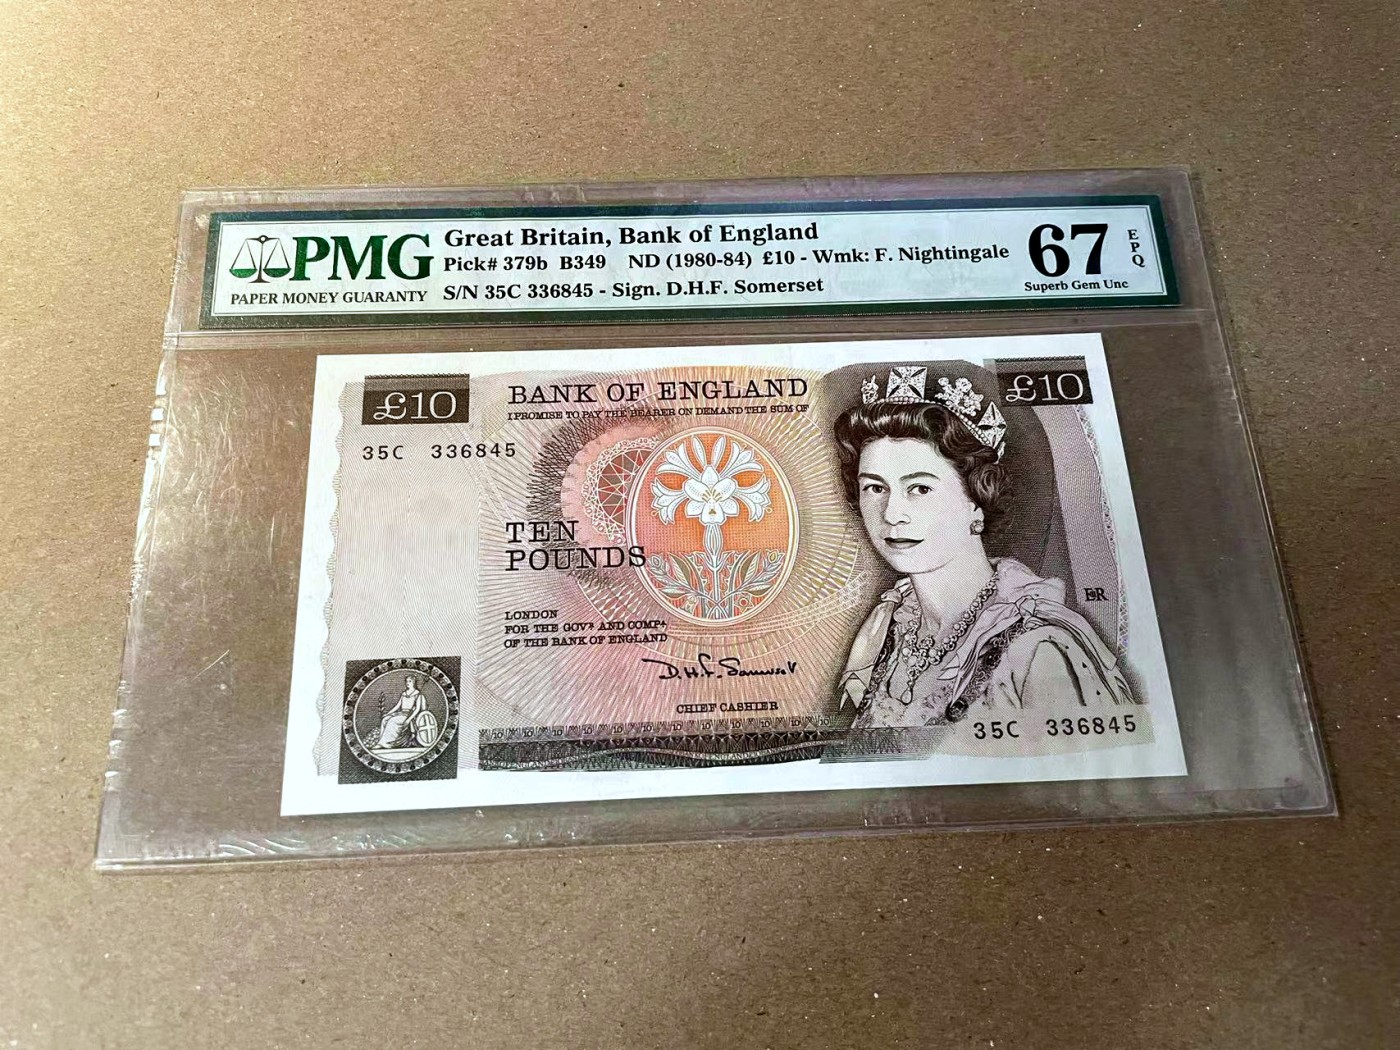 PMG
PAPER MONEY GUARANTY
Great Britain, Bank of England
Pick# 379b B349 ND (1980-84) £10 - Wmk: F. Nightingale
S/N 35C 336845 - Sign. D.H.F. Somerset
67
EPQ
Superb Gem Unc
£10
BANK OF ENGLAND
£10
I PROMISE TO PAY THE BEARER ON DEMAND THE SUM OF
35C 336845
TEN
POUNDS
LONDON
FOR THE GOVR AND COMPA
OF THE BANK OF ENGLAND
D.H.F. Somerset
CHIEF CASHIER
EIIR
35C 336845